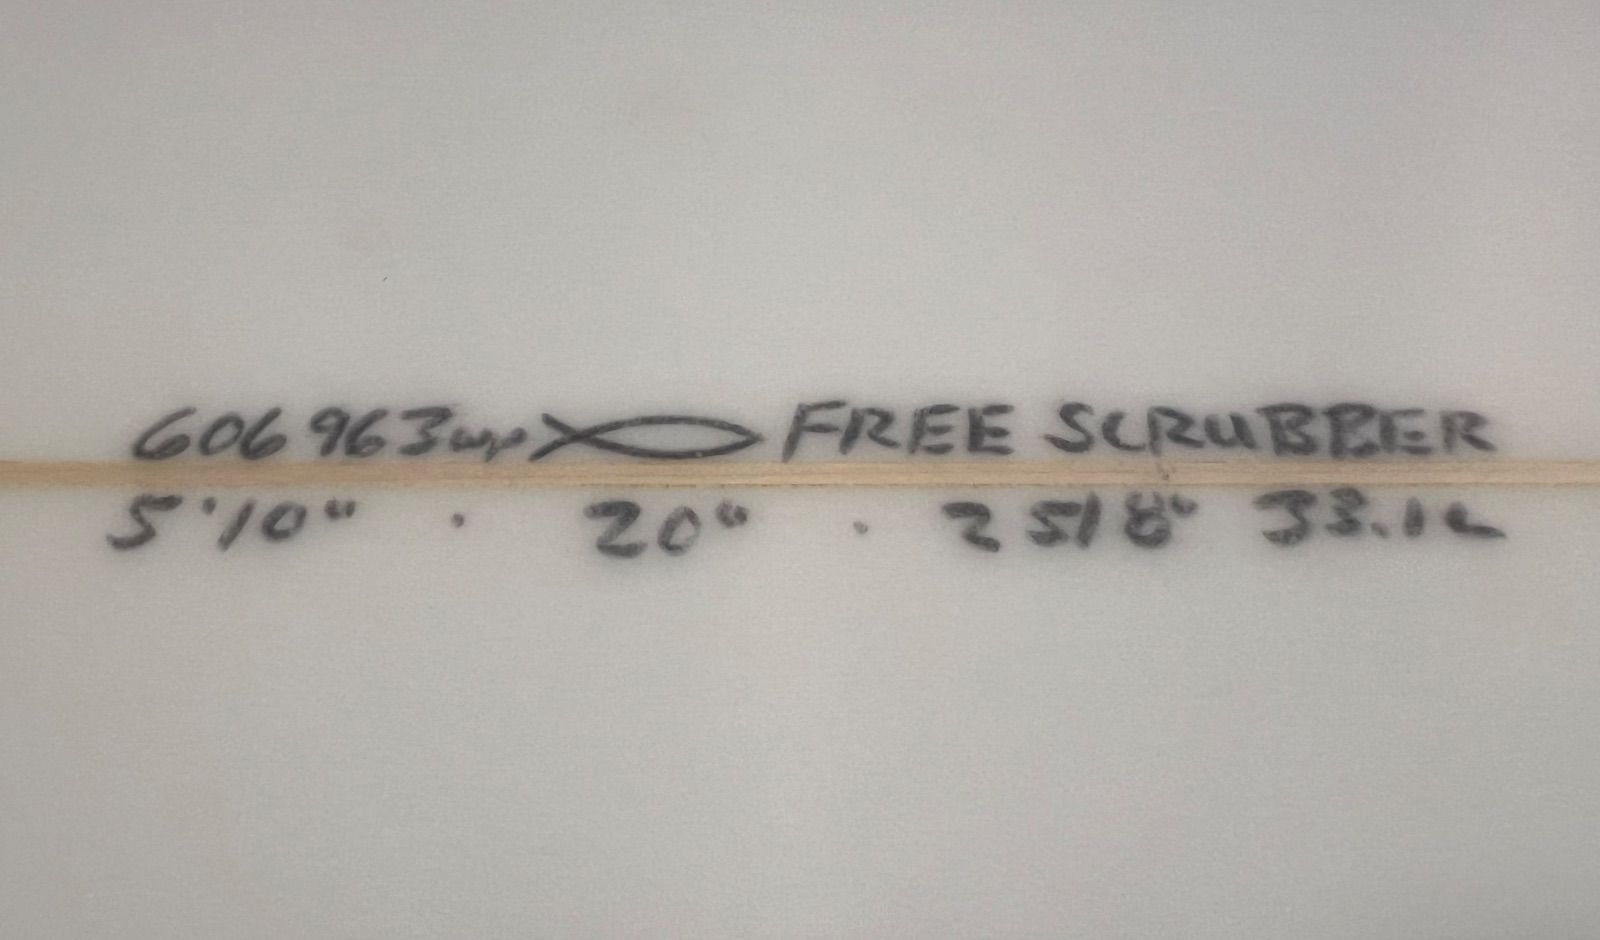 606963wp FREE SCRUBBER
5'10" · 20" · 2 5/8" 33.1L